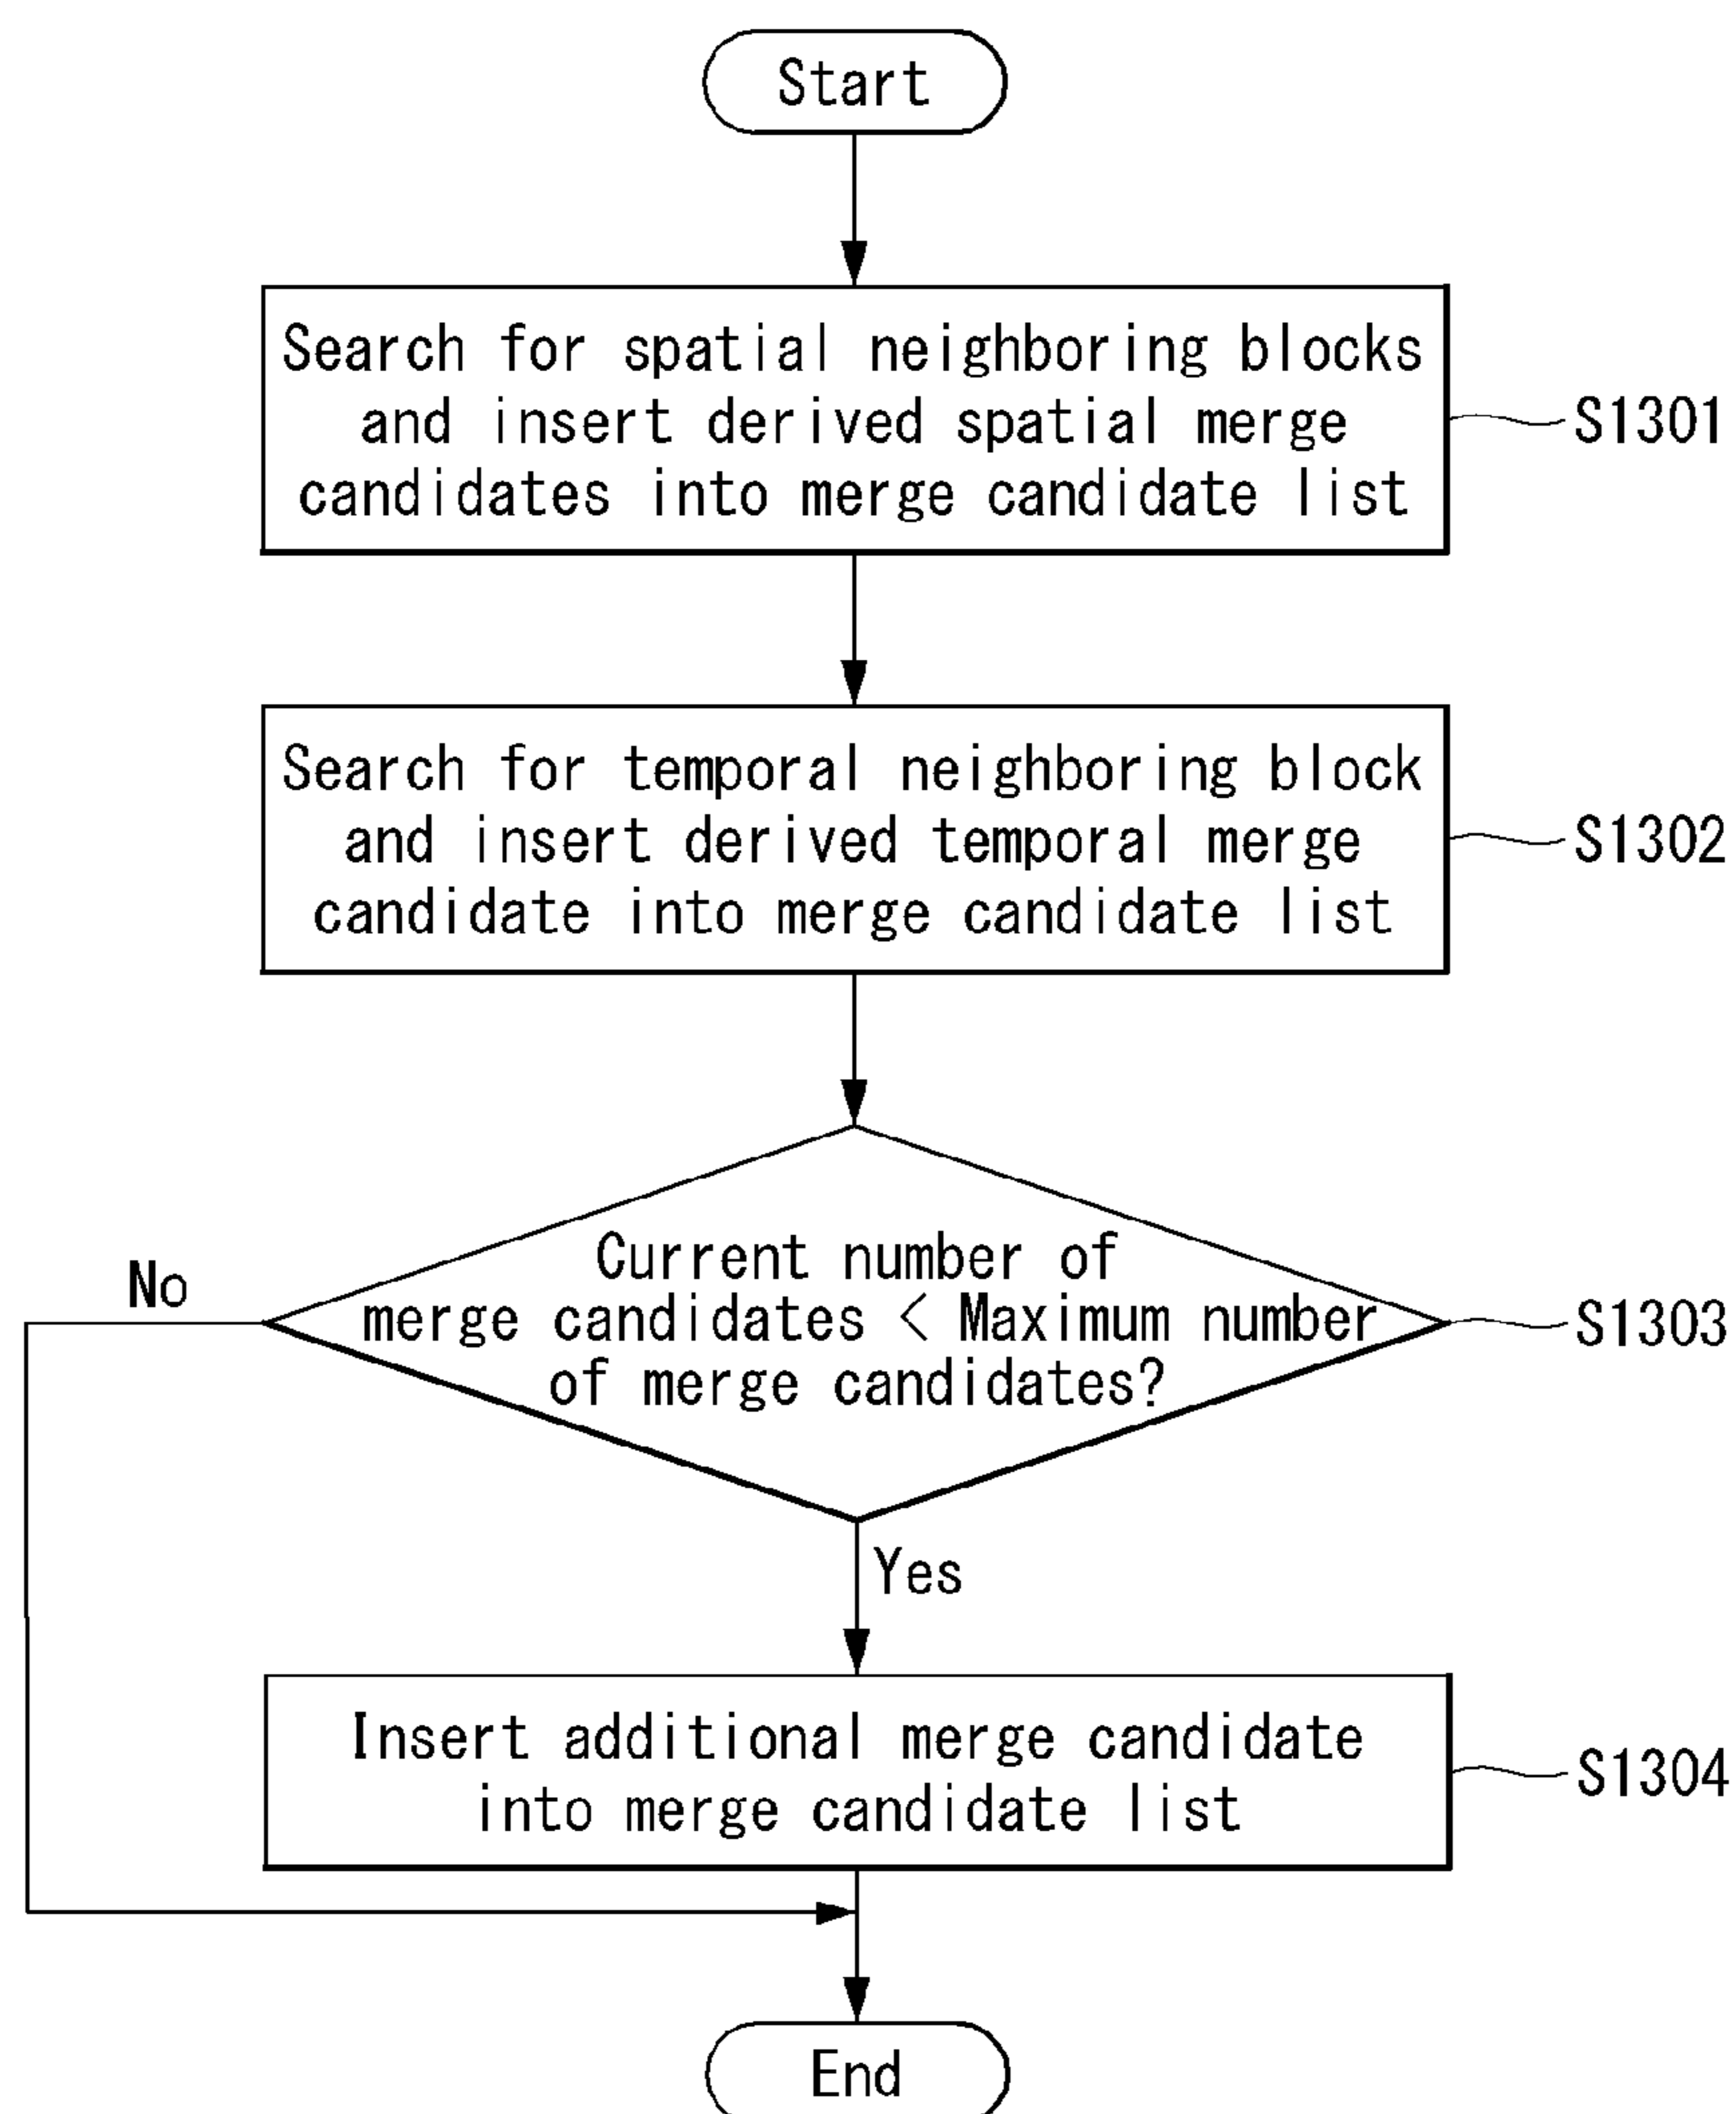 Start
Search for spatial neighboring blocks
and insert derived spatial merge
candidates into merge candidate list
S1301
Search for temporal neighboring block
and insert derived temporal merge
candidate into merge candidate list
S1302
Current number of
merge candidates < Maximum number
of merge candidates?
S1303
No
Yes
Insert additional merge candidate
into merge candidate list
S1304
End